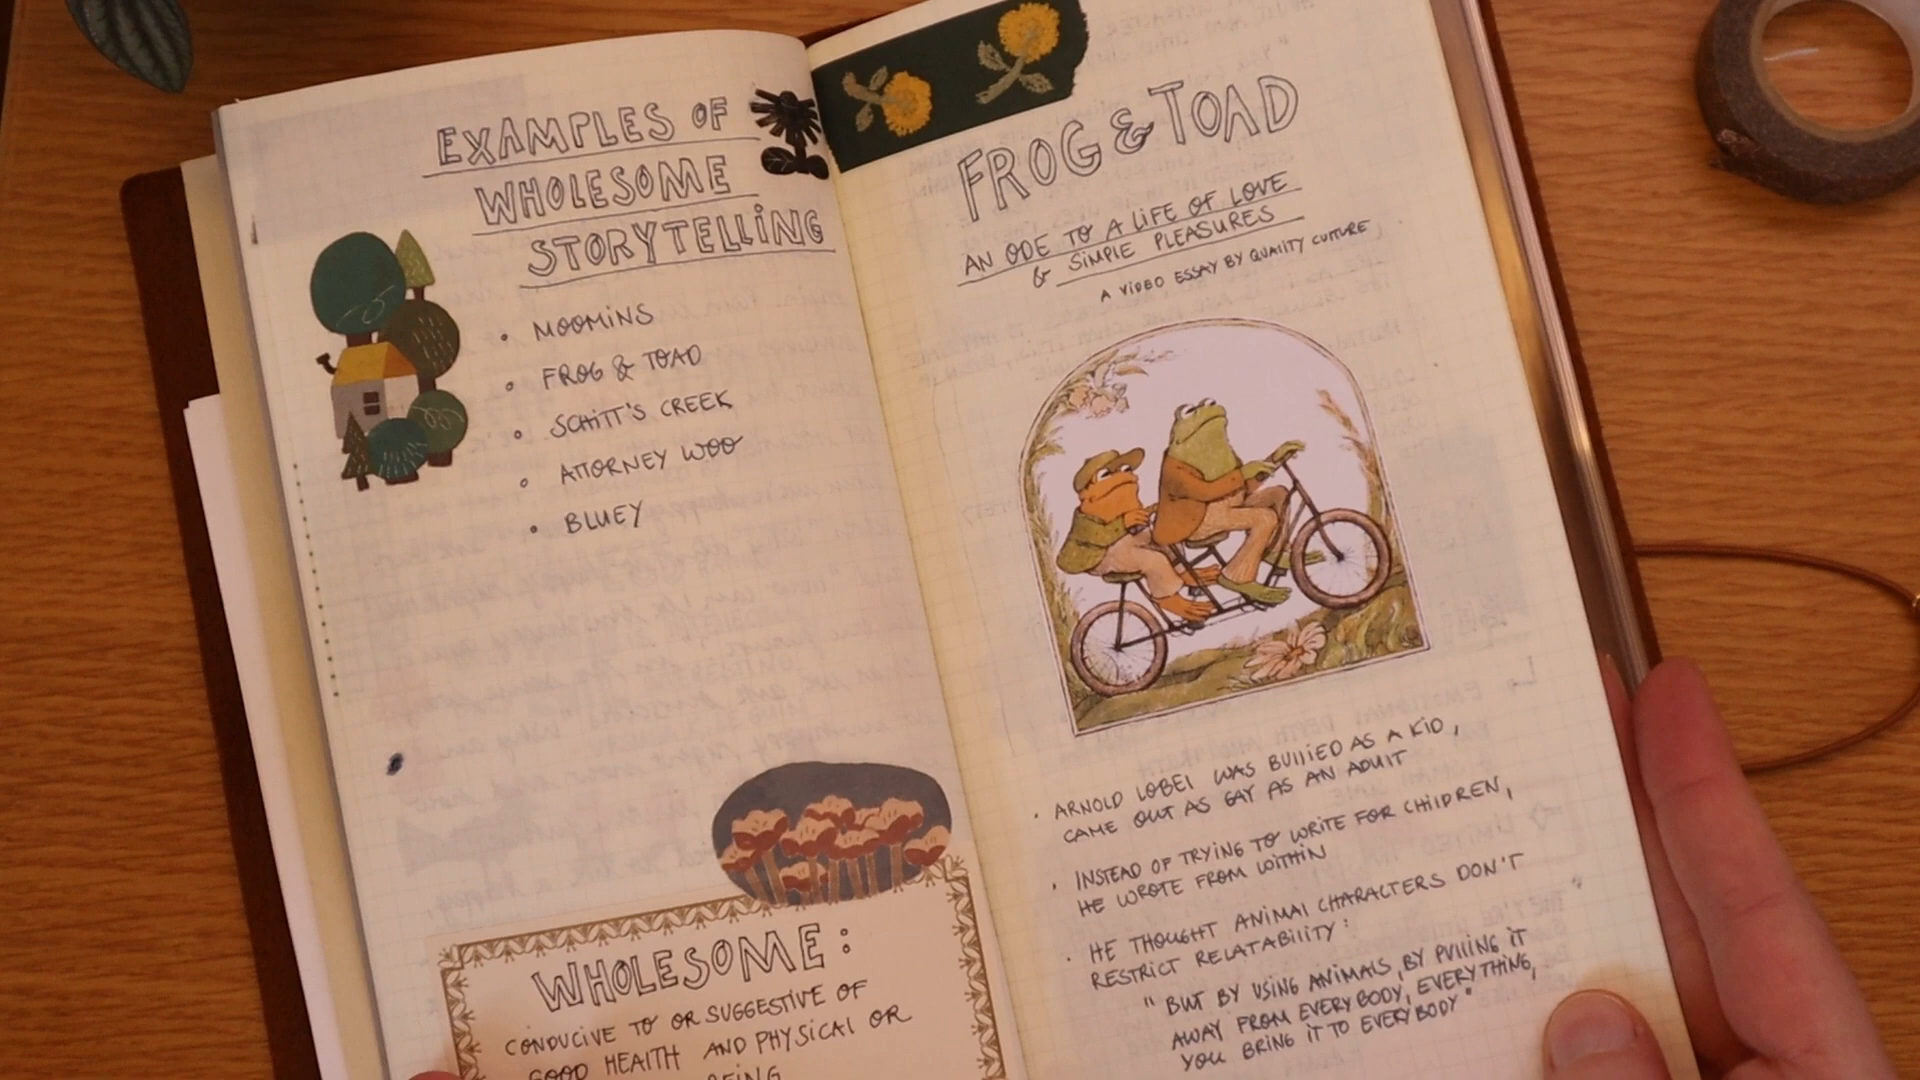 EXAMPLES OF
WHOLESOME
STORYTELLING
• MOOMINS
• FROG & TOAD
• SCHITT'S CREEK
• ATTORNEY WOO
• BLUEY
WHOLESOME:
CONDUCIVE TO OR SUGGESTIVE OF
GOOD HEALTH AND PHYSICAL OR
FROG & TOAD
AN ODE TO A LIFE OF LOVE
& SIMPLE PLEASURES
A VIDEO ESSAY BY QUALITY CULTURE
• ARNOLD LOBEL WAS BULLIED AS A KID,
CAME OUT AS GAY AS AN ADULT
• INSTEAD OF TRYING TO WRITE FOR CHILDREN,
HE WROTE FROM WITHIN
• HE THOUGHT ANIMAL CHARACTERS DON'T
RESTRICT RELATABILITY:
"BUT BY USING ANIMALS, BY PULLING IT
AWAY FROM EVERYBODY, EVERYTHING,
YOU BRING IT TO EVERYBODY"